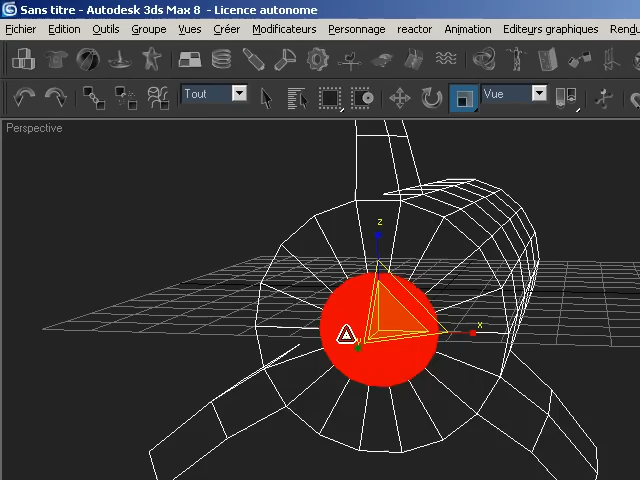 Sans titre - Autodesk 3ds Max 8 - Licence autonome
Fichier Edition Outils Groupe Vues Créer Modificateurs Personnage reactor Animation Editeurs graphiques Rendu
Tout Vue
Perspective
z
x
y